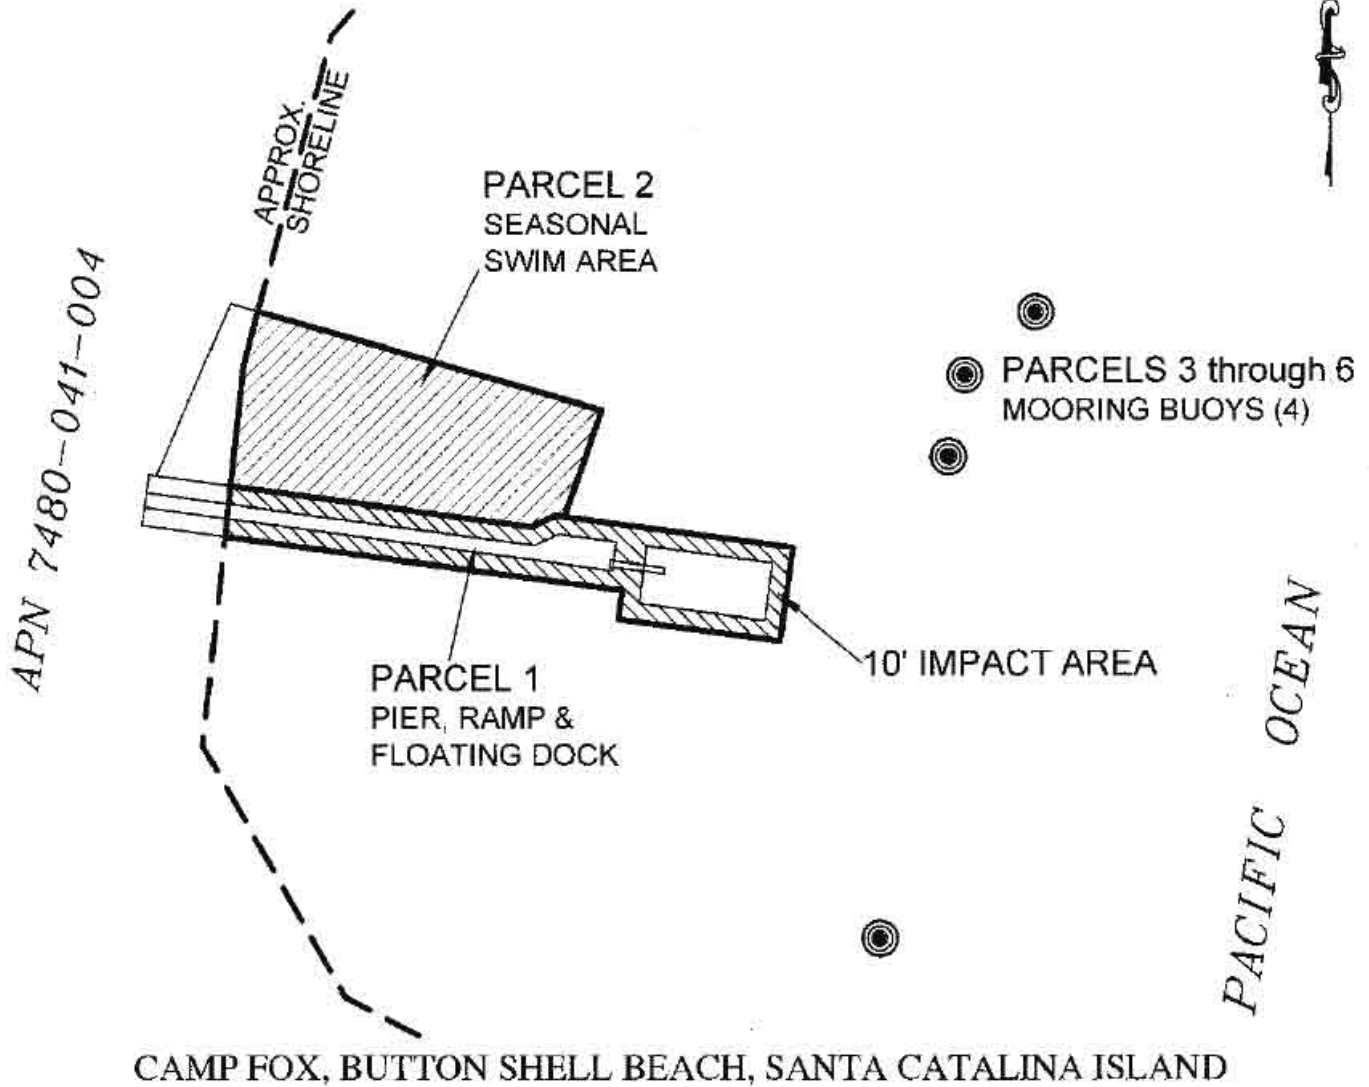 APPROX.
SHORELINE
PARCEL 2
SEASONAL
SWIM AREA
APN 7480-041-004
PARCELS 3 through 6
MOORING BUOYS (4)
10' IMPACT AREA
PARCEL 1
PIER, RAMP &
FLOATING DOCK
PACIFIC OCEAN
CAMP FOX, BUTTON SHELL BEACH, SANTA CATALINA ISLAND